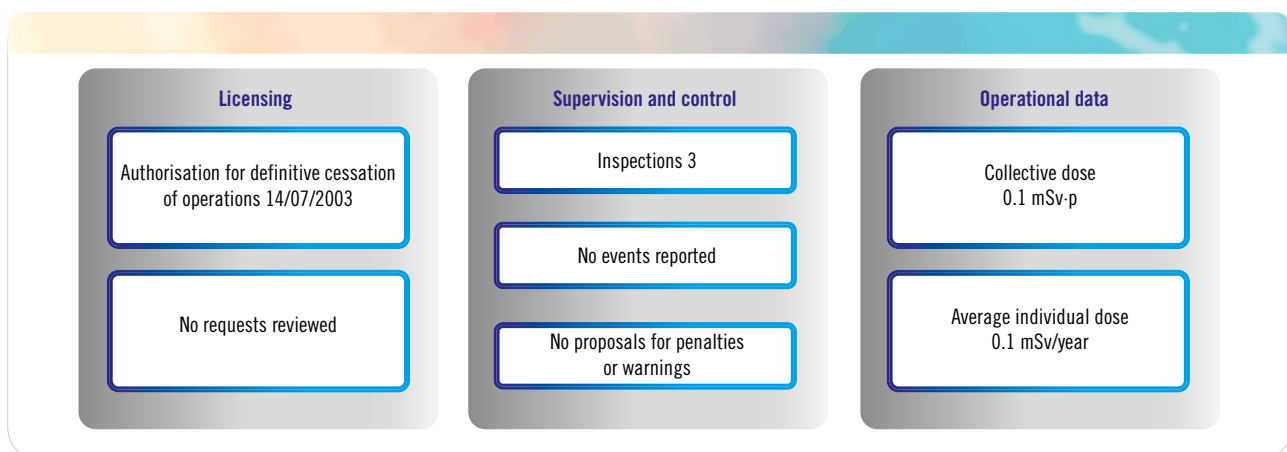 Licensing
Authorisation for definitive cessation
of operations 14/07/2003
No requests reviewed
Supervision and control
Inspections 3
No events reported
No proposals for penalties
or warnings
Operational data
Collective dose
0.1 mSv·p
Average individual dose
0.1 mSv/year